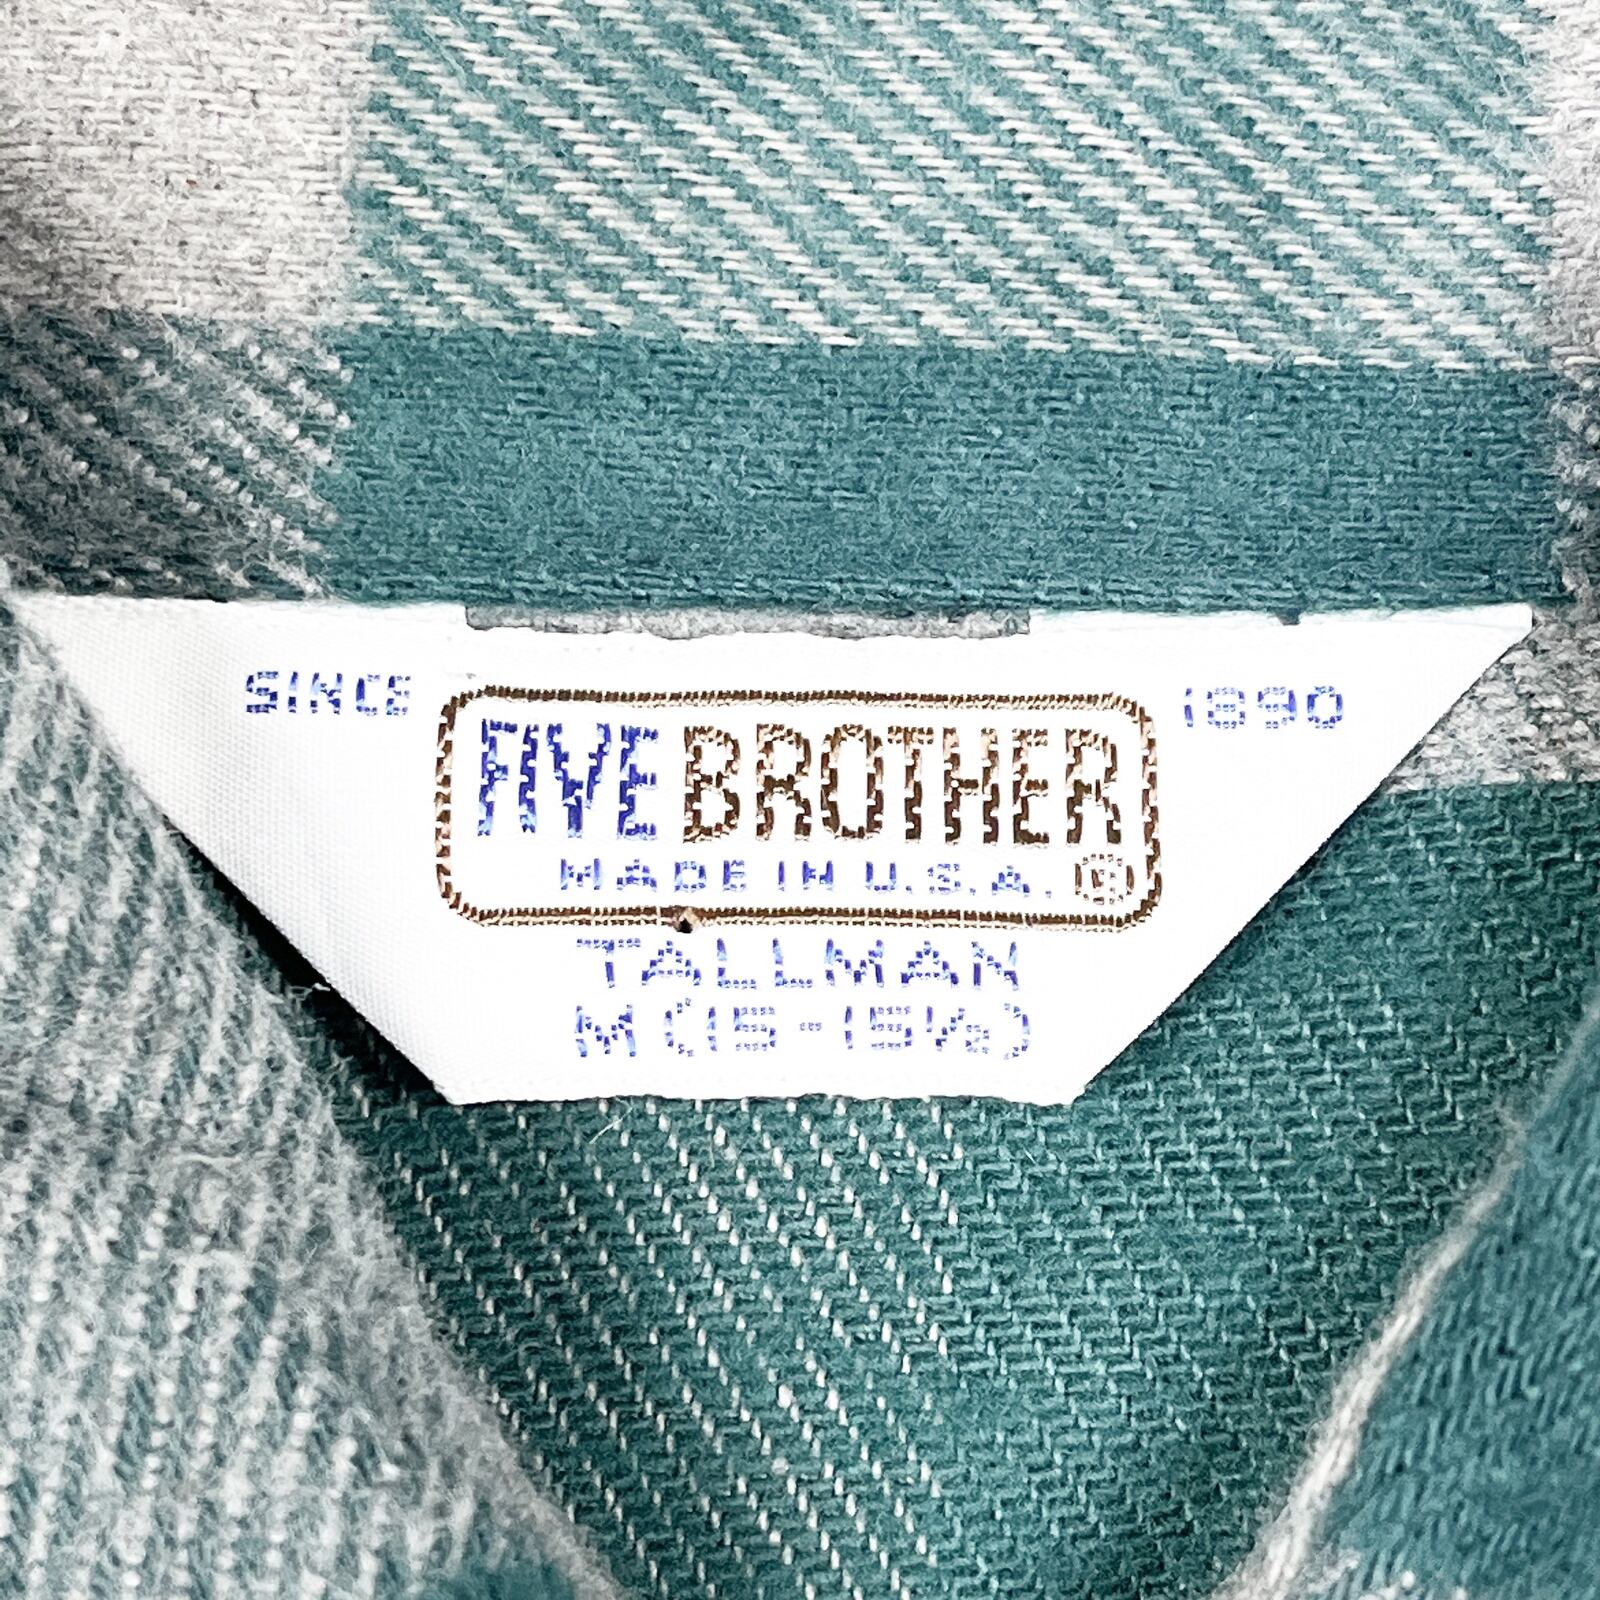 SINCE 1890
FIVE BROTHER
MADE IN U.S.A. ®
TALLMAN
M (15-15½)